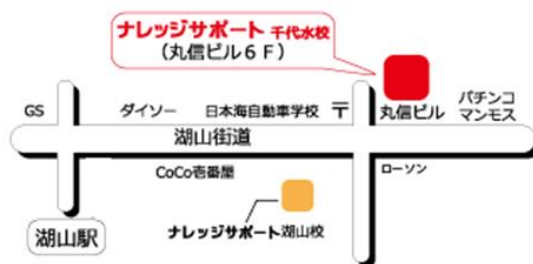 ナレッジサポート 千代水校
(丸信ビル6F)
GS
ダイソー
日本海自動車学校
〒
丸信ビル
パチンコ
マンモス
湖山街道
CoCo壱番屋
ローソン
湖山駅
ナレッジサポート 湖山校